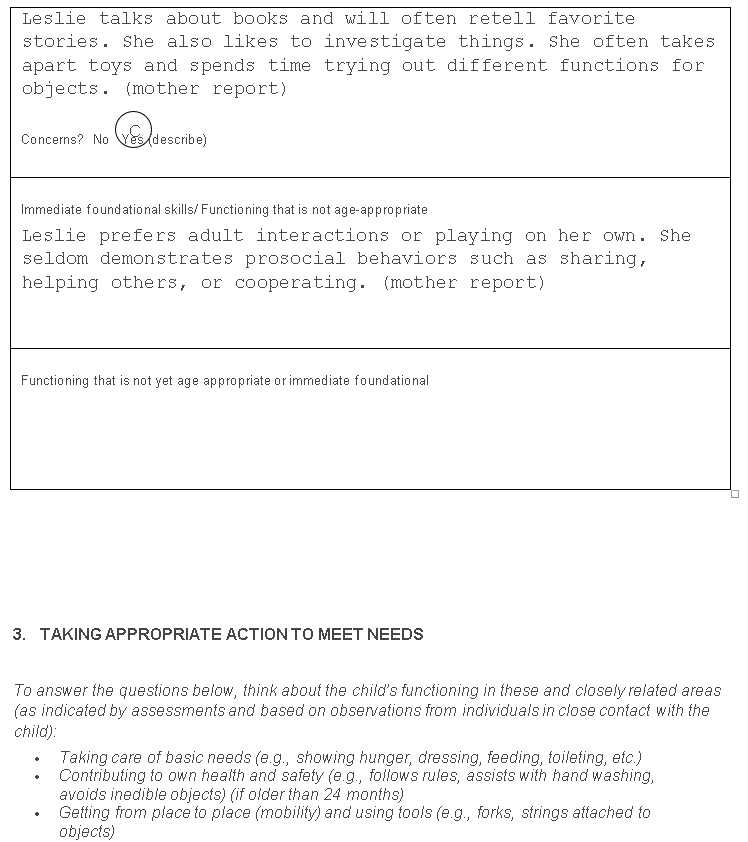 Leslie talks about books and will often retell favorite
stories. She also likes to investigate things. She often takes
apart toys and spends time trying out different functions for
objects. (mother report)
C
Concerns? No Yes (describe)
Immediate foundational skills/ Functioning that is not age-appropriate
Leslie prefers adult interactions or playing on her own. She
seldom demonstrates prosocial behaviors such as sharing,
helping others, or cooperating. (mother report)
Functioning that is not yet age appropriate or immediate foundational
3. TAKING APPROPRIATE ACTION TO MEET NEEDS
To answer the questions below, think about the child's functioning in these and closely related areas
(as indicated by assessments and based on observations from individuals in close contact with the
child):
• Taking care of basic needs (e.g., showing hunger, dressing, feeding, toileting, etc.)
• Contributing to own health and safety (e.g., follows rules, assists with hand washing,
avoids inedible objects) (if older than 24 months)
• Getting from place to place (mobility) and using tools (e.g., forks, strings attached to
objects)